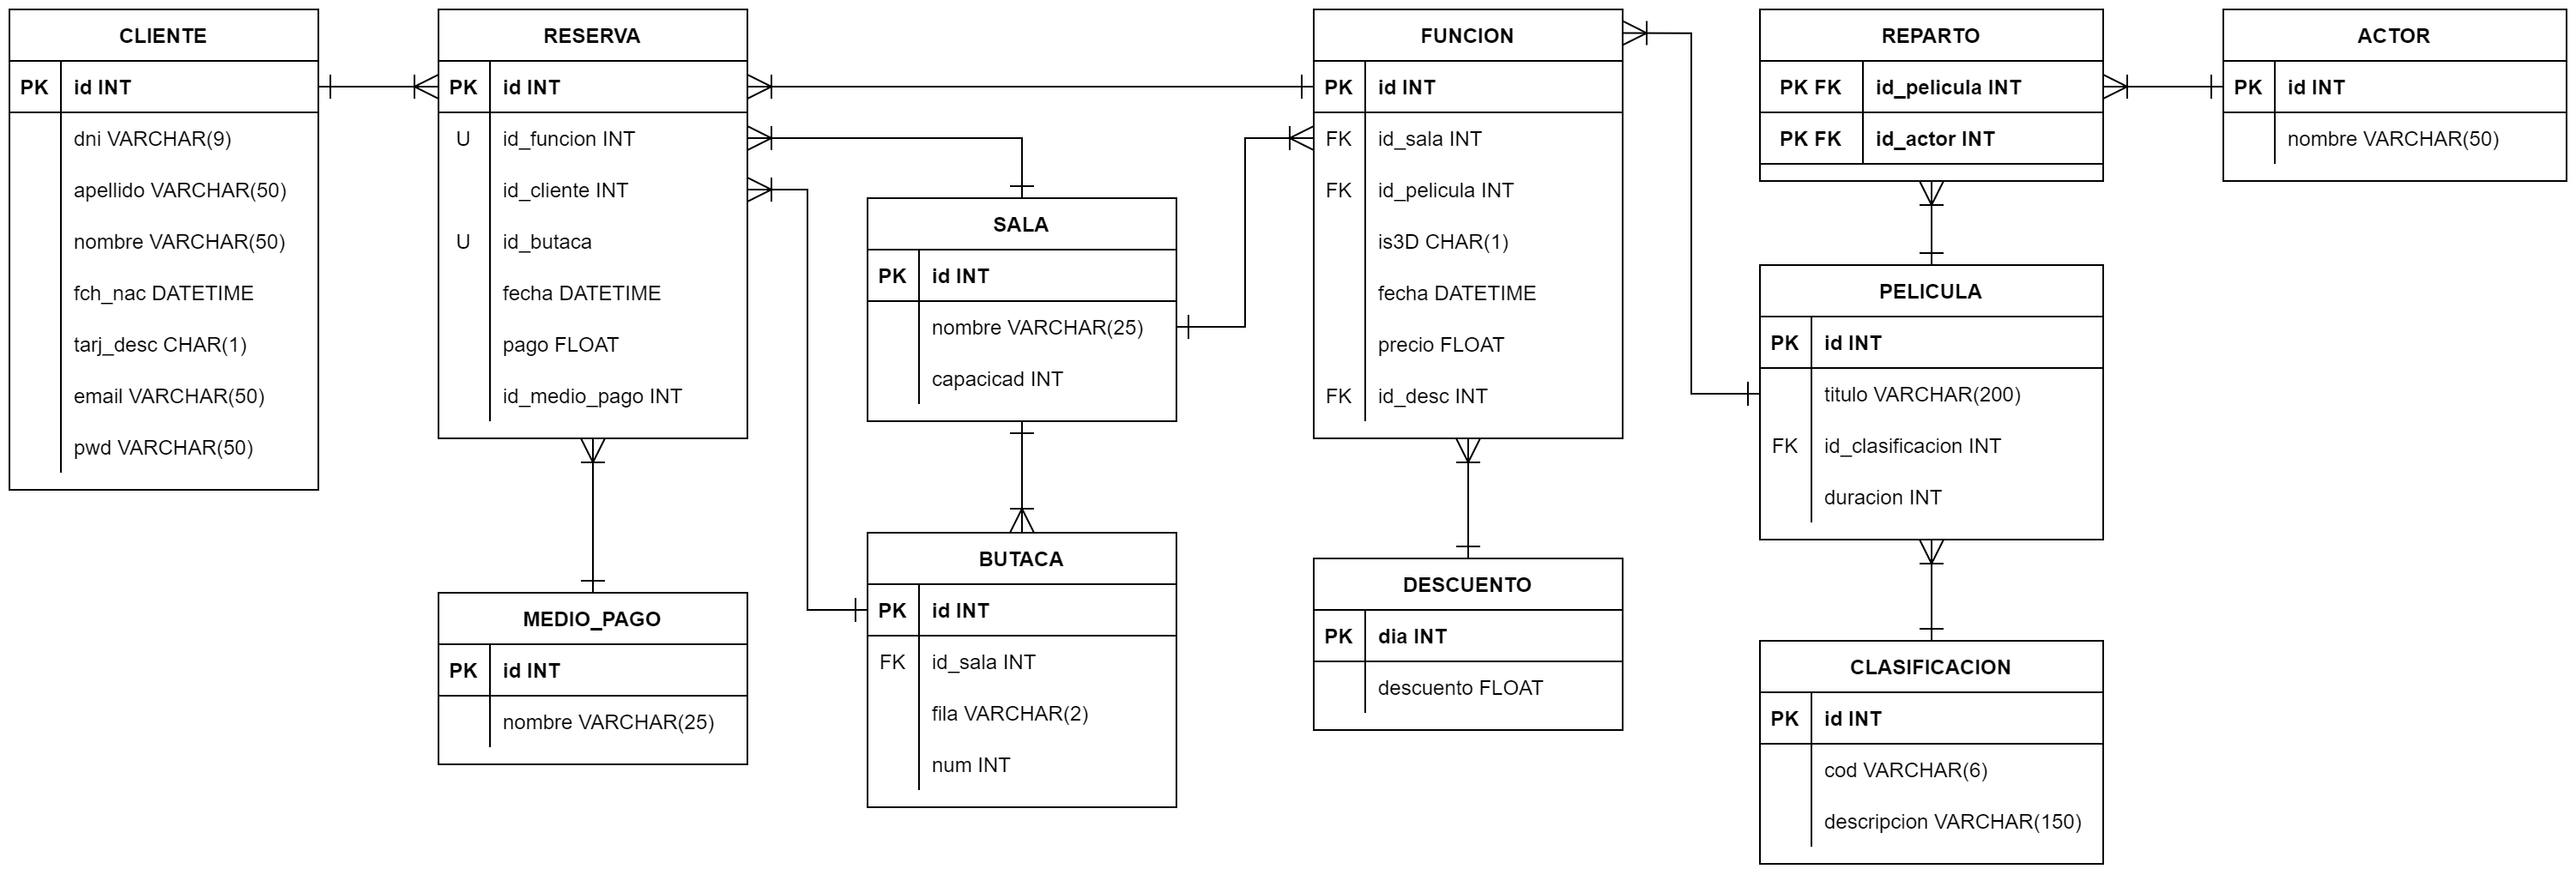 CLIENTE
PK id INT
dni VARCHAR(9)
apellido VARCHAR(50)
nombre VARCHAR(50)
fch_nac DATETIME
tarj_desc CHAR(1)
email VARCHAR(50)
pwd VARCHAR(50)
RESERVA
PK id INT
U id_funcion INT
id_cliente INT
U id_butaca
fecha DATETIME
pago FLOAT
id_medio_pago INT
MEDIO_PAGO
PK id INT
nombre VARCHAR(25)
SALA
PK id INT
nombre VARCHAR(25)
capacicad INT
BUTACA
PK id INT
FK id_sala INT
fila VARCHAR(2)
num INT
FUNCION
PK id INT
FK id_sala INT
FK id_pelicula INT
is3D CHAR(1)
fecha DATETIME
precio FLOAT
FK id_desc INT
DESCUENTO
PK dia INT
descuento FLOAT
REPARTO
PK FK id_pelicula INT
PK FK id_actor INT
PELICULA
PK id INT
titulo VARCHAR(200)
FK id_clasificacion INT
duracion INT
CLASIFICACION
PK id INT
cod VARCHAR(6)
descripcion VARCHAR(150)
ACTOR
PK id INT
nombre VARCHAR(50)